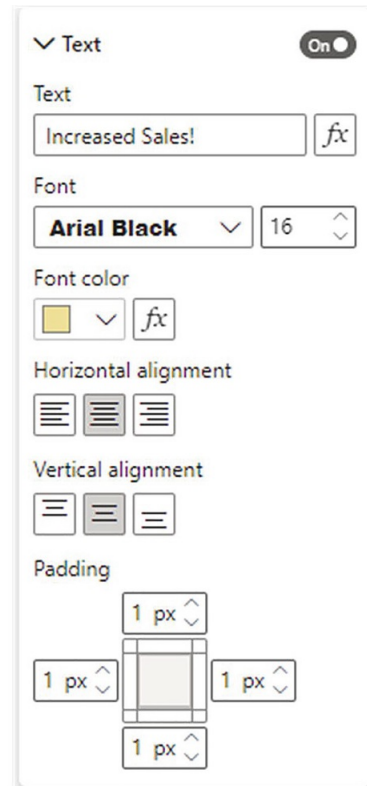 Text
On
Text
Increased Sales!
fx
Font
Arial Black
16
Font color
fx
Horizontal alignment
Vertical alignment
Padding
1 px
1 px
1 px
1 px